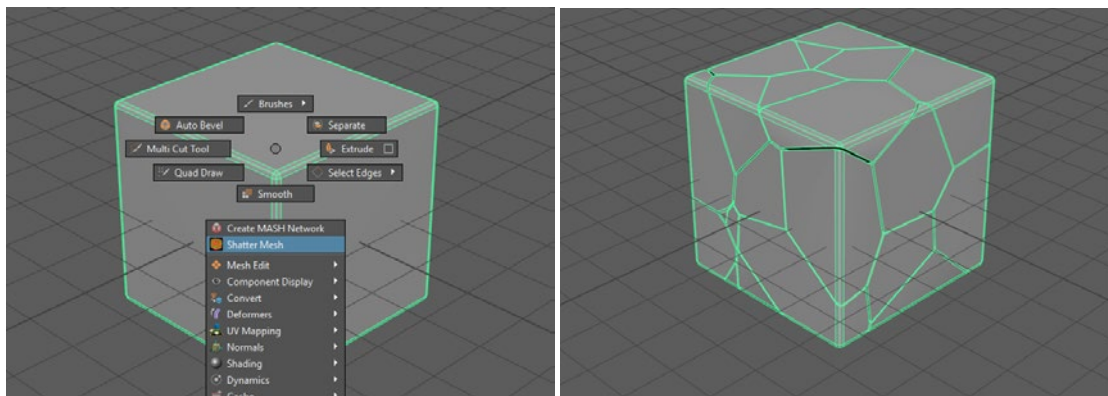 Brushes
Auto Bevel
Separate
Multi Cut Tool
Extrude
Quad Draw
Select Edges
Smooth
Create MASH Network
Shatter Mesh
Mesh Edit
Component Display
Convert
Deformers
UV Mapping
Normals
Shading
Dynamics